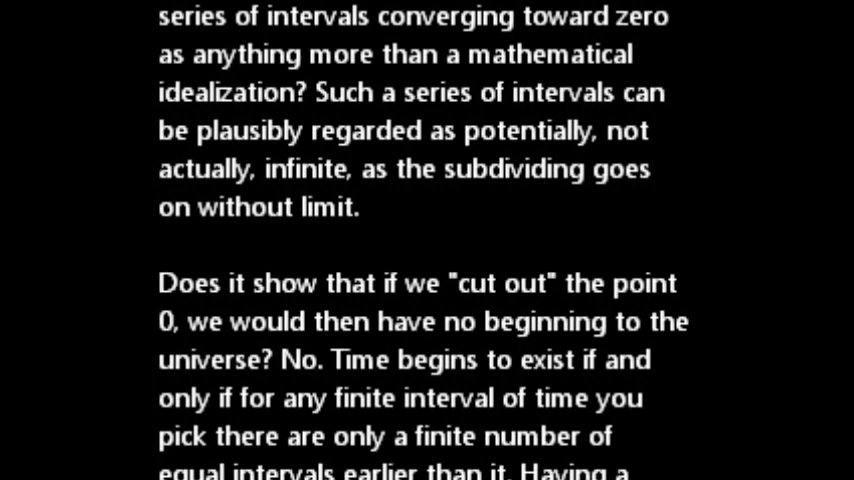 series of intervals converging toward zero
as anything more than a mathematical
idealization? Such a series of intervals can
be plausibly regarded as potentially, not
actually, infinite, as the subdividing goes
on without limit.
Does it show that if we "cut out" the point
0, we would then have no beginning to the
universe? No. Time begins to exist if and
only if for any finite interval of time you
pick there are only a finite number of
equal intervals earlier than it. Having a